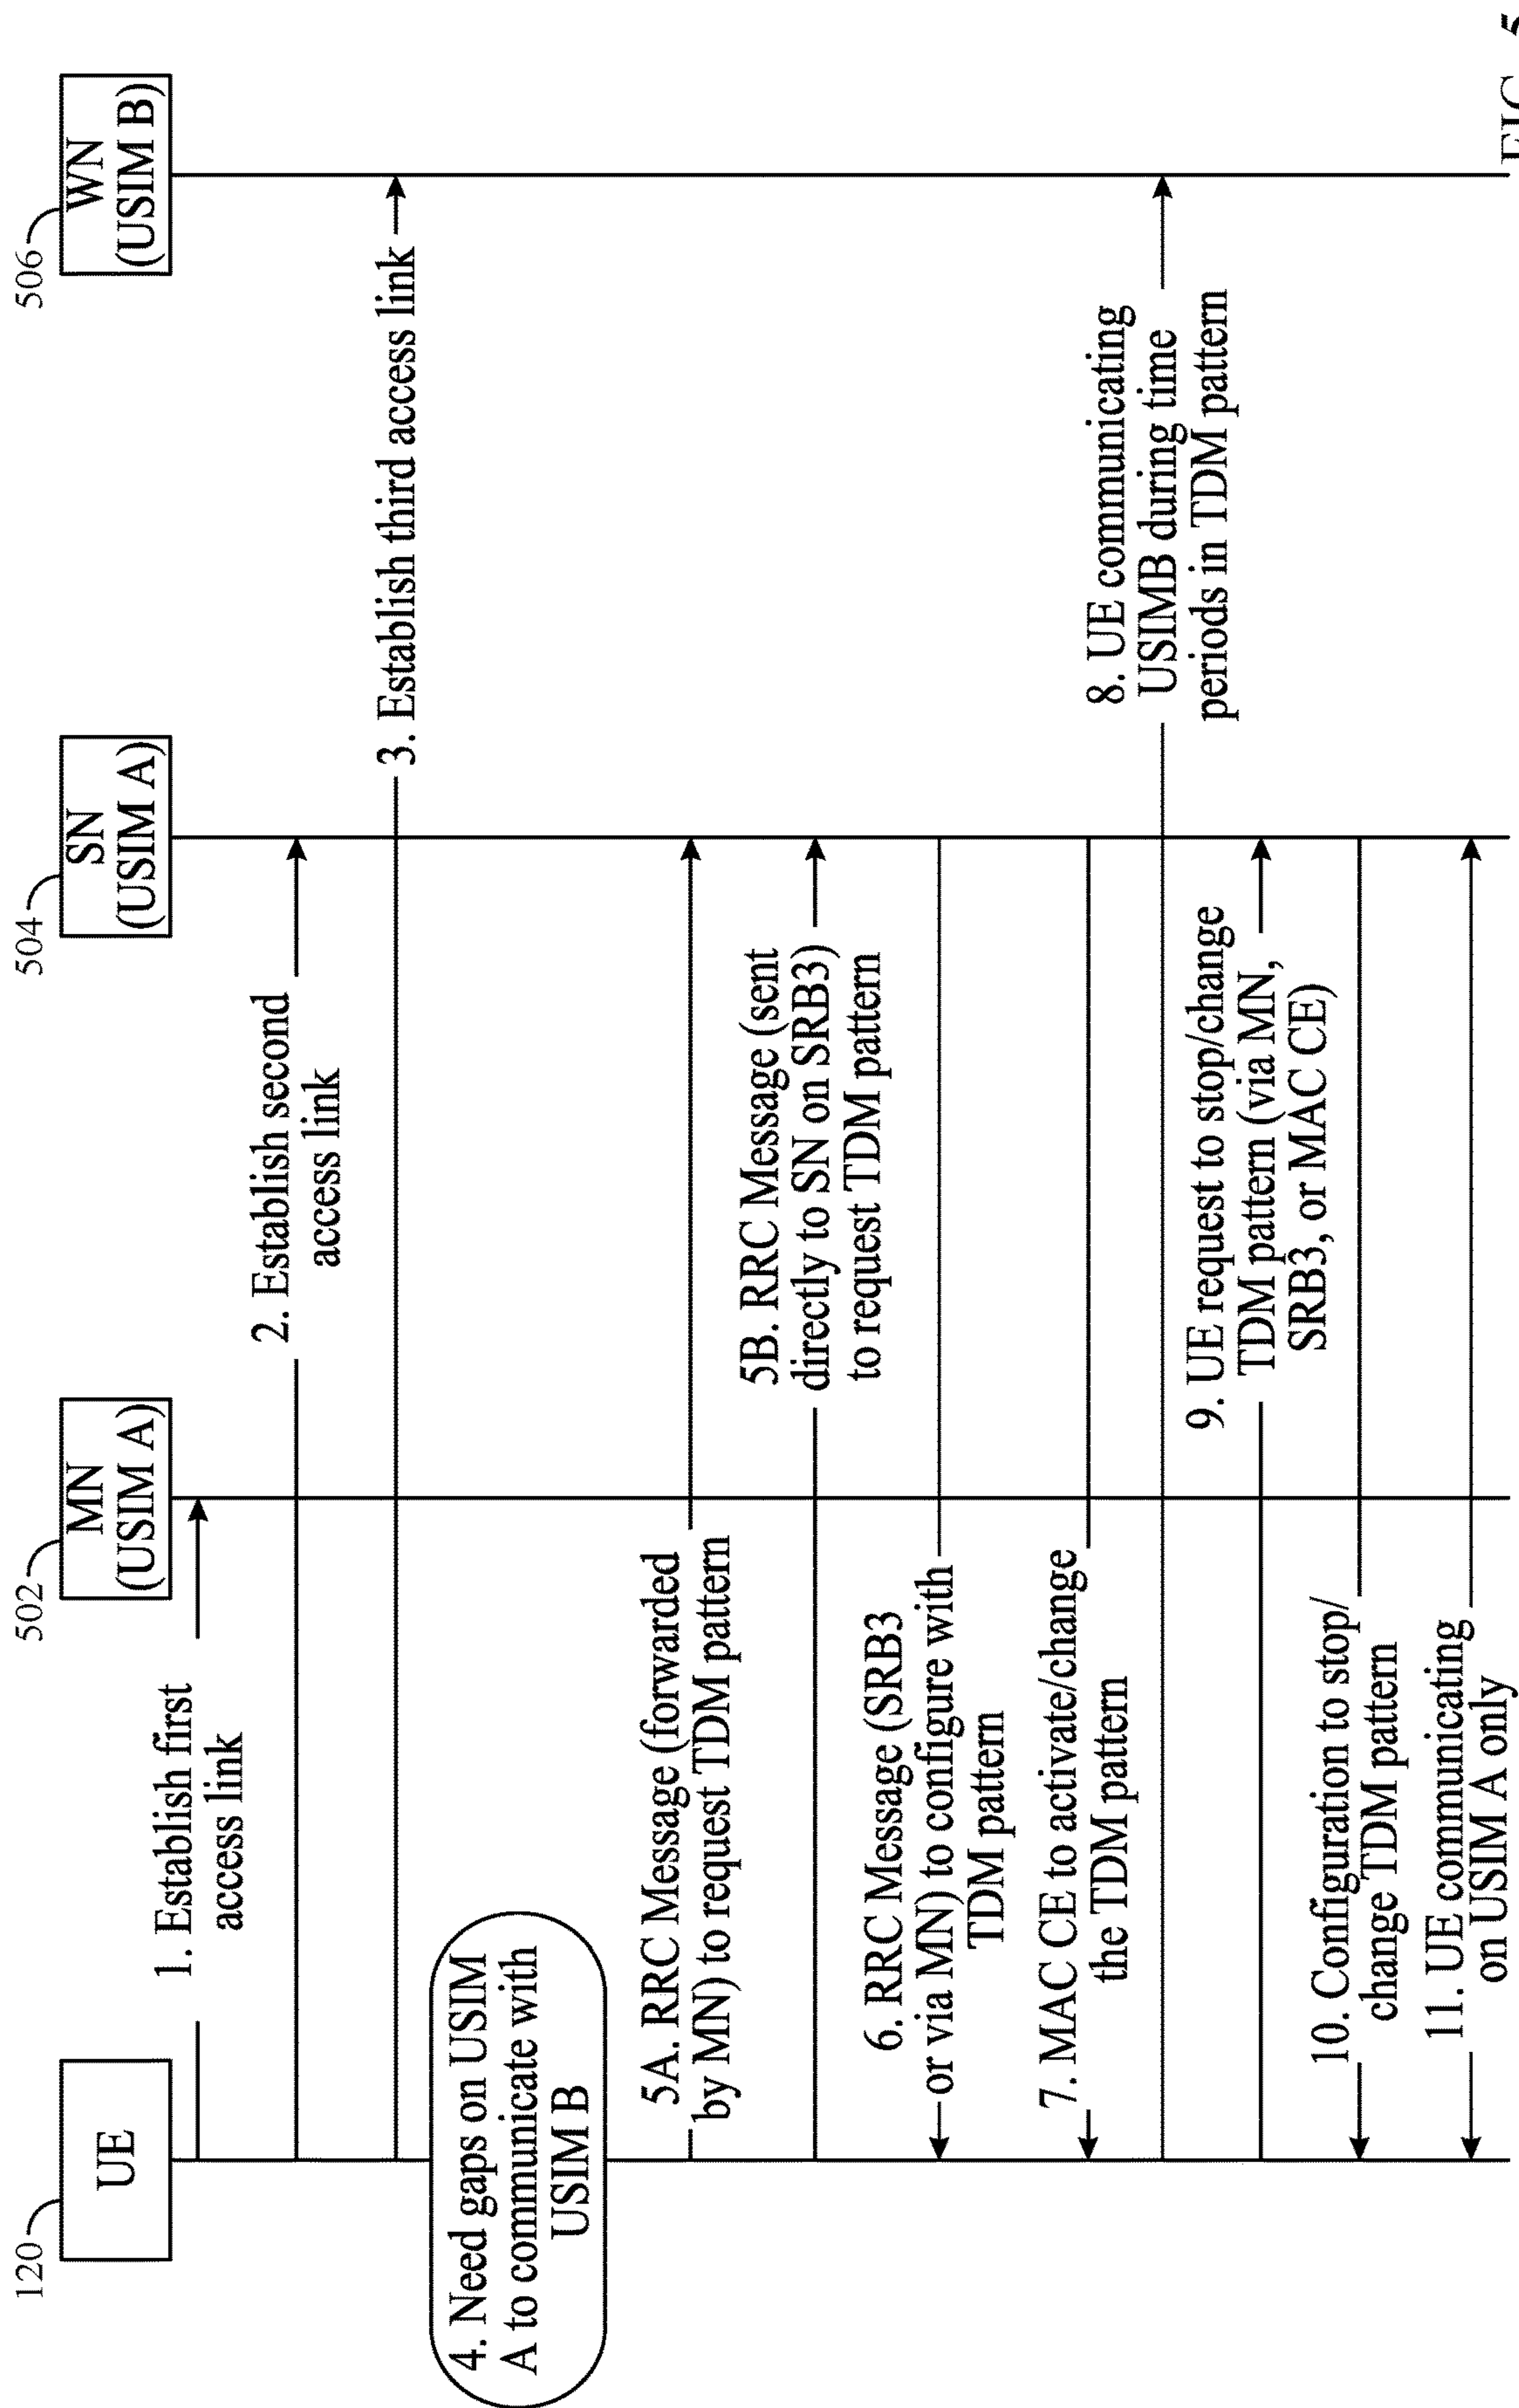 120
UE
502
MN
(USIM A)
504
SN
(USIM A)
506
WN
(USIM B)
1. Establish first
access link
2. Establish second
access link
3. Establish third access link
4. Need gaps on USIM
A to communicate with
USIM B
5A. RRC Message (forwarded
by MN) to request TDM pattern
5B. RRC Message (sent
directly to SN on SRB3)
to request TDM pattern
6. RRC Message (SRB3
or via MN) to configure with
TDM pattern
7. MAC CE to activate/change
the TDM pattern
8. UE communicating
USIMB during time
periods in TDM pattern
9. UE request to stop/change
TDM pattern (via MN,
SRB3, or MAC CE)
10. Configuration to stop/
change TDM pattern
11. UE communicating
on USIM A only